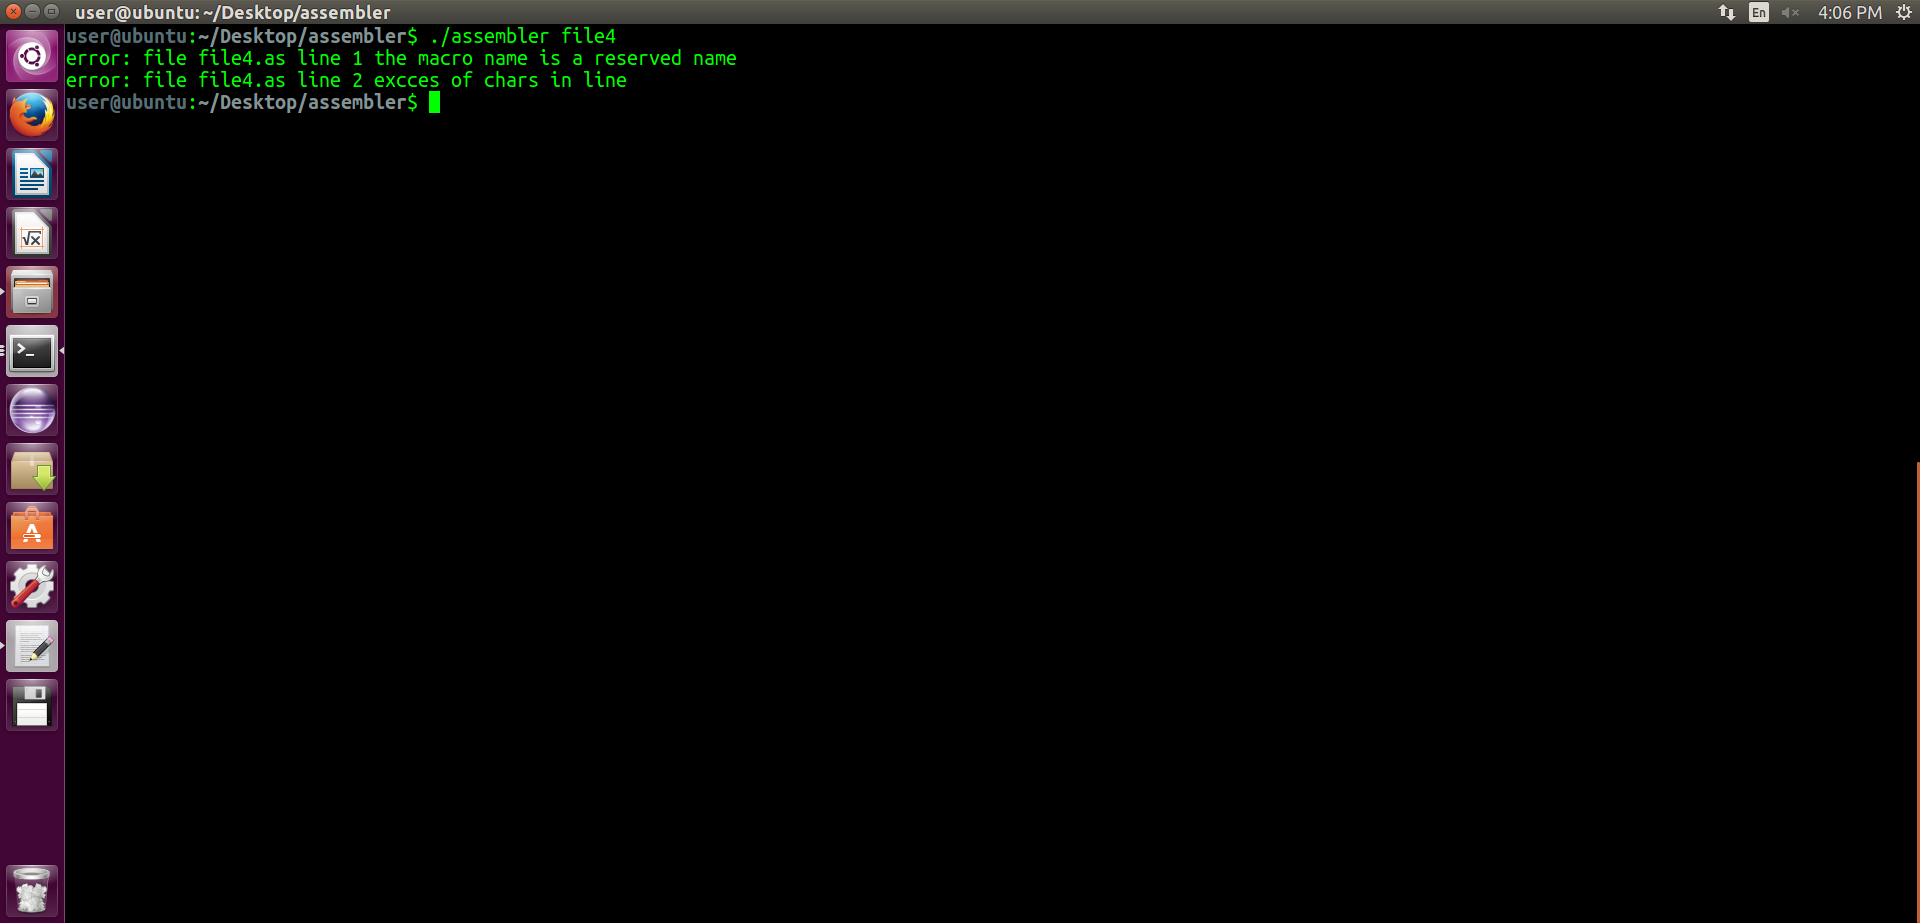 user@ubuntu: ~/Desktop/assembler
En
4:06 PM
user@ubuntu:~/Desktop/assembler$ ./assembler file4
error: file file4.as line 1 the macro name is a reserved name
error: file file4.as line 2 excces of chars in line
user@ubuntu:~/Desktop/assembler$